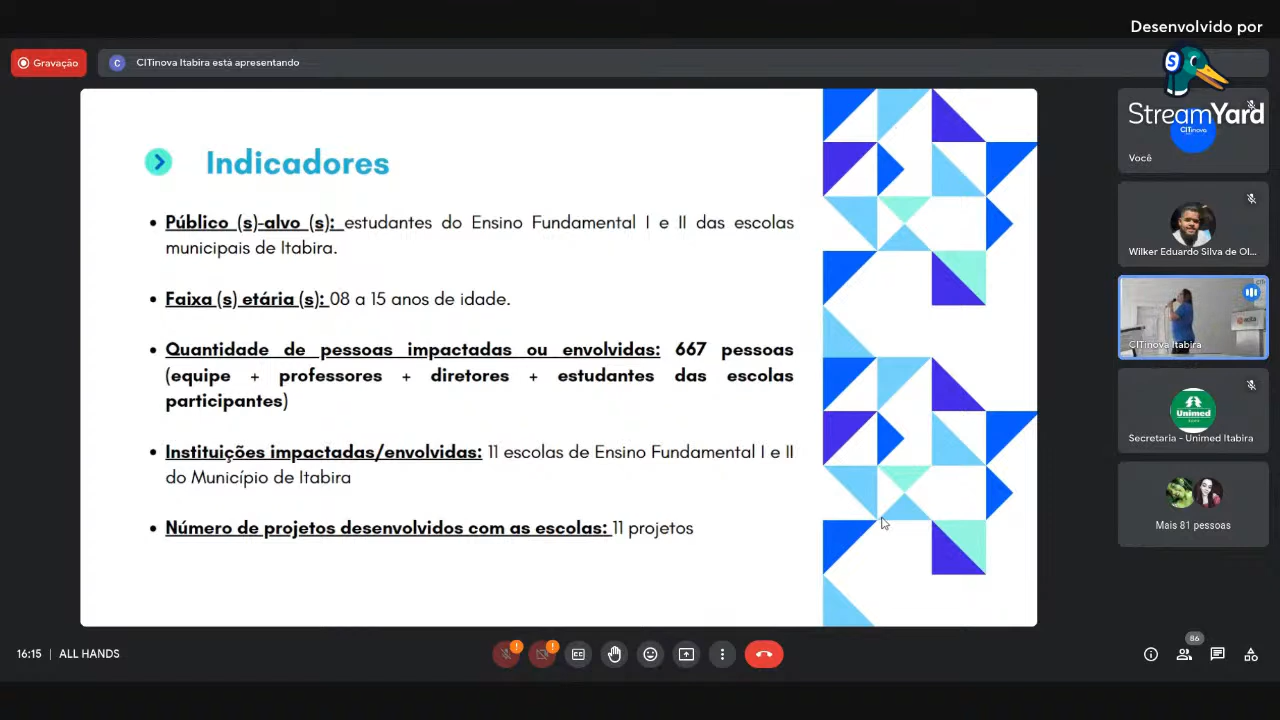 Desenvolvido por
StreamYard
Gravação
C
CITinova Itabira está apresentando
Indicadores
Público (s)-alvo (s): estudantes do Ensino Fundamental I e II das escolas
municipais de Itabira.
Faixa (s) etária (s): 08 a 15 anos de idade.
Quantidade de pessoas impactadas ou envolvidas: 667 pessoas
(equipe + professores + diretores + estudantes das escolas
participantes)
Instituições impactadas/envolvidas: 11 escolas de Ensino Fundamental I e II
do Município de Itabira
Número de projetos desenvolvidos com as escolas: 11 projetos
CITinova
Você
Wilker Eduardo Silva de Ol...
CITinova Itabira
Unimed
Secretaria - Unimed Itabira
Mais 81 pessoas
16:15 | ALL HANDS
86